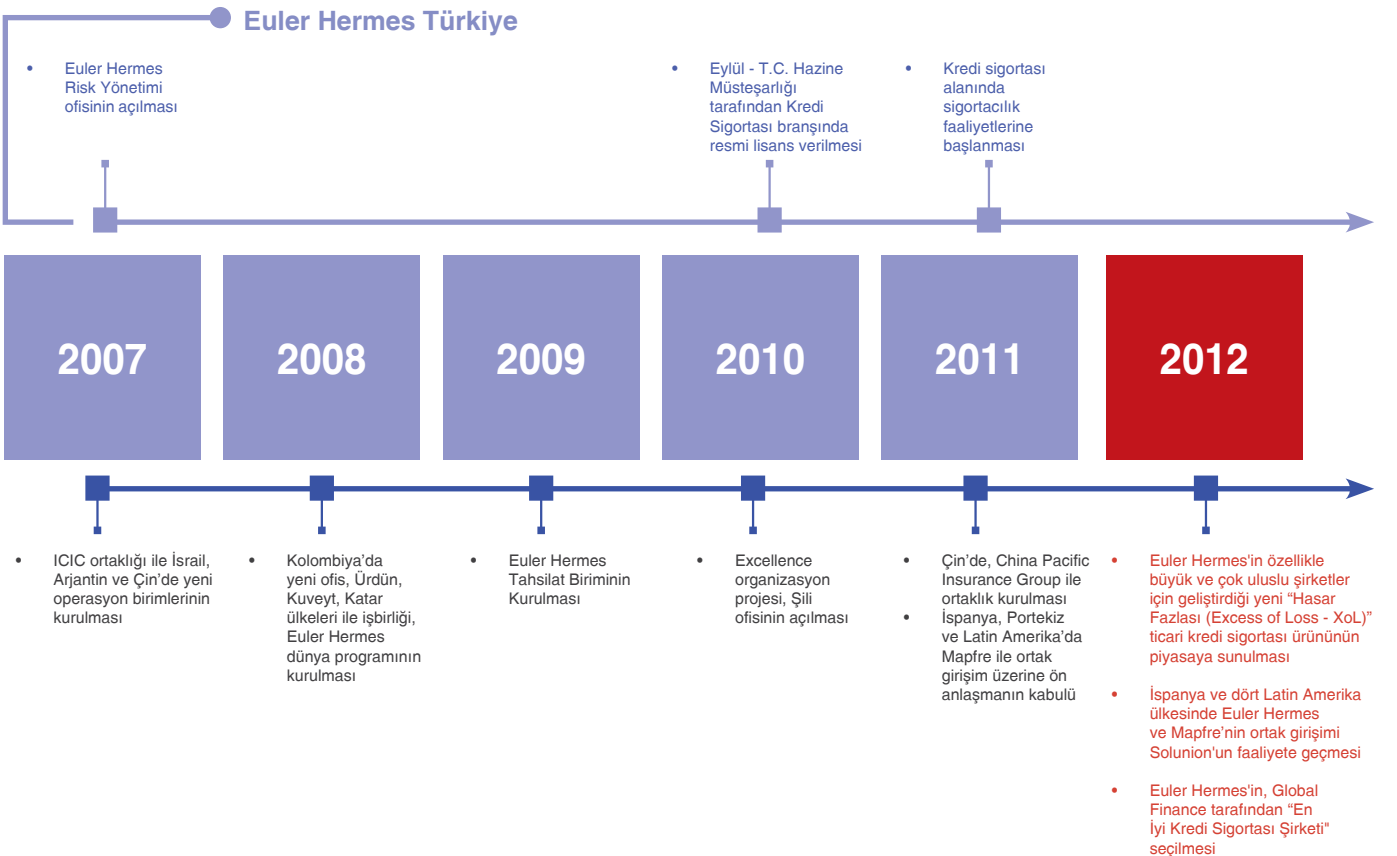 Euler Hermes Türkiye
• Euler Hermes
Risk Yönetimi
ofisinin açılması
• Eylül - T.C. Hazine
Müsteşarlığı
tarafından Kredi
Sigortası branşında
resmi lisans verilmesi
• Kredi sigortası
alanında
sigortacılık
faaliyetlerine
başlanması
2007
2008
2009
2010
2011
2012
• ICIC ortaklığı ile İsrail,
Arjantin ve Çin’de yeni
operasyon birimlerinin
kurulması
• Kolombiya’da
yeni ofis, Ürdün,
Kuveyt, Katar
ülkeleri ile işbirliği,
Euler Hermes
dünya programının
kurulması
• Euler Hermes
Tahsilat Biriminin
Kurulması
• Excellence
organizasyon
projesi, Şili
ofisinin açılması
• Çin’de, China Pacific
Insurance Group ile
ortaklık kurulması
• İspanya, Portekiz
ve Latin Amerika’da
Mapfre ile ortak
girişim üzerine ön
anlaşmanın kabulü
• Euler Hermes'in özellikle
büyük ve çok uluslu şirketler
için geliştirdiği yeni “Hasar
Fazlası (Excess of Loss - XoL)”
ticari kredi sigortası ürününün
piyasaya sunulması
• İspanya ve dört Latin Amerika
ülkesinde Euler Hermes
ve Mapfre’nin ortak girişimi
Solunion'un faaliyete geçmesi
• Euler Hermes'in, Global
Finance tarafından “En
İyi Kredi Sigortası Şirketi"
seçilmesi